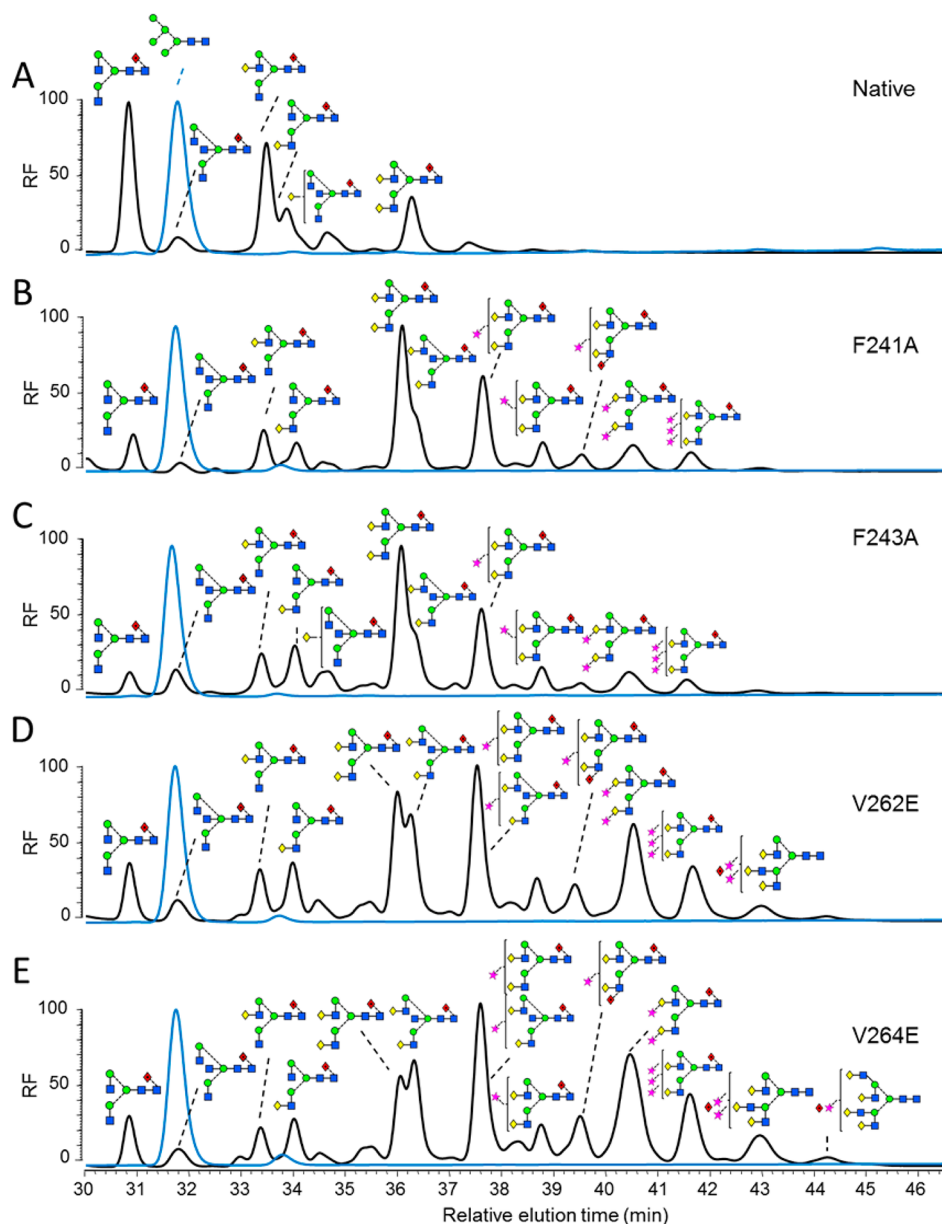 A
Native
100
50
0
RF
B
F241A
100
50
0
RF
C
F243A
100
50
0
RF
D
V262E
100
50
0
RF
E
V264E
100
50
0
RF
30 31 32 33 34 35 36 37 38 39 40 41 42 43 44 45 46
Relative elution time (min)